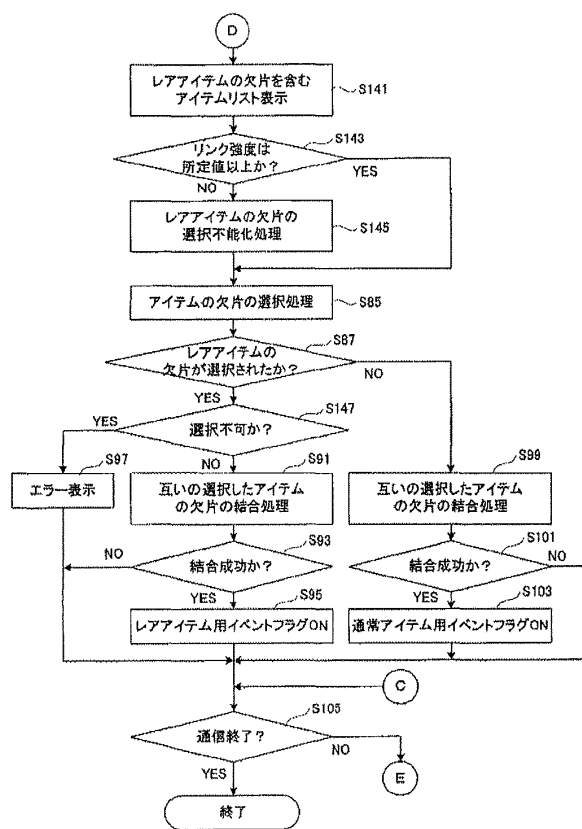 D
レアアイテムの欠片を含む
アイテムリスト表示
S141
リンク強度は
所定値以上か?
S143
YES
NO
レアアイテムの欠片の
選択不能化処理
S145
アイテムの欠片の選択処理
S85
レアアイテムの
欠片が選択されたか?
S87
NO
YES
選択不可か?
S147
YES
NO
エラー表示
S97
互いの選択したアイテム
の欠片の結合処理
S91
互いの選択したアイテム
の欠片の結合処理
S99
結合成功か?
S93
NO
YES
結合成功か?
S101
NO
YES
レアアイテム用イベントフラグON
S95
通常アイテム用イベントフラグON
S103
C
通信終了?
S105
NO
YES
E
終了